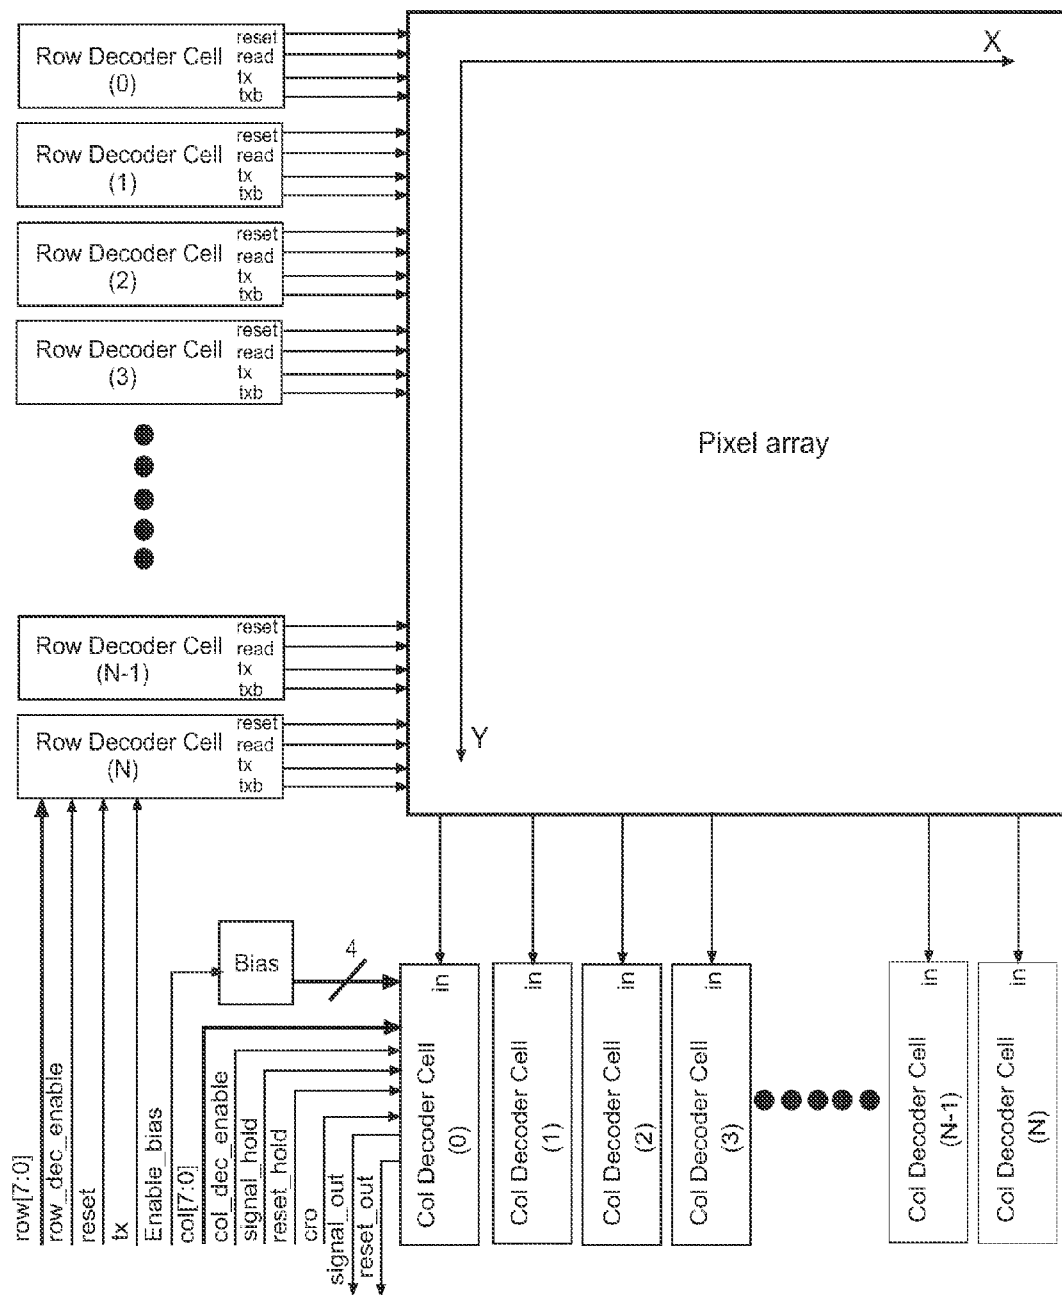 Row Decoder Cell
(0)
reset
read
tx
txb
Row Decoder Cell
(1)
reset
read
tx
txb
Row Decoder Cell
(2)
reset
read
tx
txb
Row Decoder Cell
(3)
reset
read
tx
txb
Row Decoder Cell
(N-1)
reset
read
tx
txb
Row Decoder Cell
(N)
reset
read
tx
txb
X
Y
Pixel array
Bias
4
row[7:0]
row_dec_enable
reset
tx
Enable_bias
col[7:0]
col_dec_enable
signal_hold
reset_hold
cro
signal_out
reset_out
in
Col Decoder Cell
(0)
in
Col Decoder Cell
(1)
in
Col Decoder Cell
(2)
in
Col Decoder Cell
(3)
in
Col Decoder Cell
(N-1)
in
Col Decoder Cell
(N)